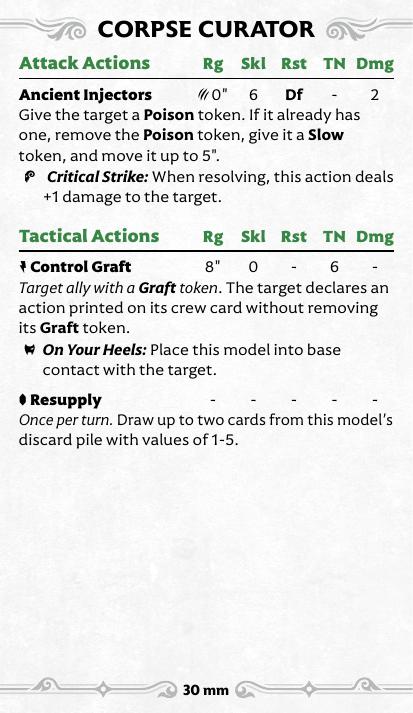 CORPSE CURATOR
Attack Actions Rg Skl Rst TN Dmg
Ancient Injectors 0" 6 Df - 2
Give the target a Poison token. If it already has
one, remove the Poison token, give it a Slow
token, and move it up to 5".
Critical Strike: When resolving, this action deals
+1 damage to the target.
Tactical Actions Rg Skl Rst TN Dmg
Control Graft 8" 0 - 6 -
Target ally with a Graft token. The target declares an
action printed on its crew card without removing
its Graft token.
On Your Heels: Place this model into base
contact with the target.
Resupply - - - - -
Once per turn. Draw up to two cards from this model's
discard pile with values of 1-5.
30 mm